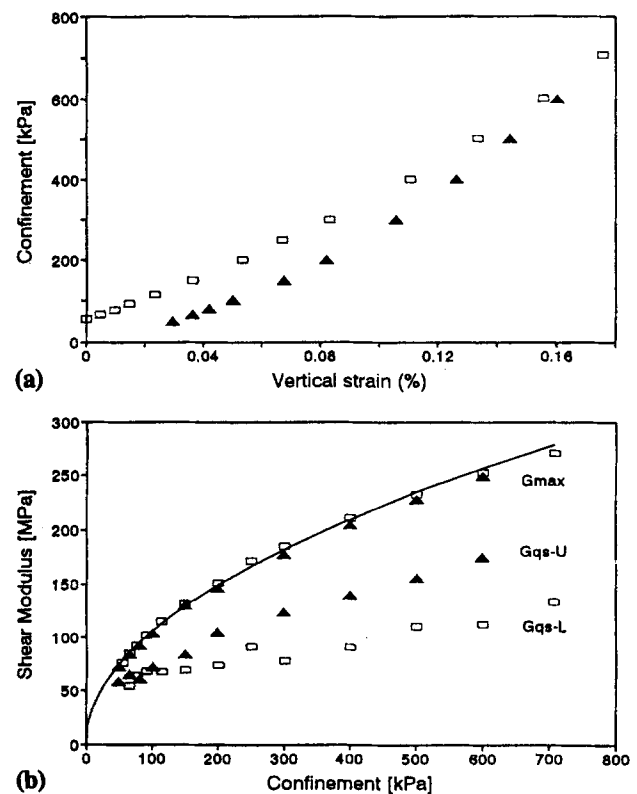 800
600
400
200
0
Confinement [kPa]
0
0.04
0.08
0.12
0.16
(a)
Vertical strain (%)
300
250
200
150
100
50
0
Shear Modulus [MPa]
Gmax
Gqs-U
Gqs-L
0
100
200
300
400
500
600
700
800
(b)
Confinement [kPa]